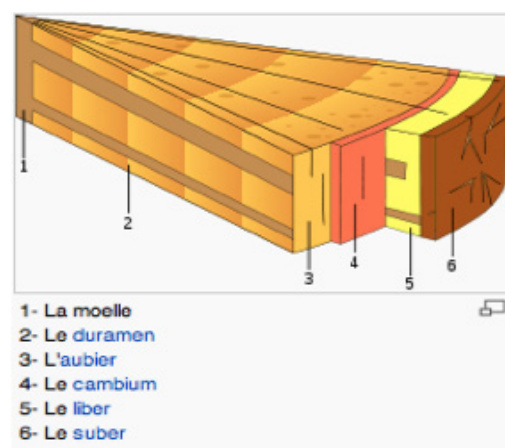 1
2
3
4
5
6
1- La moelle
2- Le duramen
3- L'aubier
4- Le cambium
5- Le liber
6- Le suber